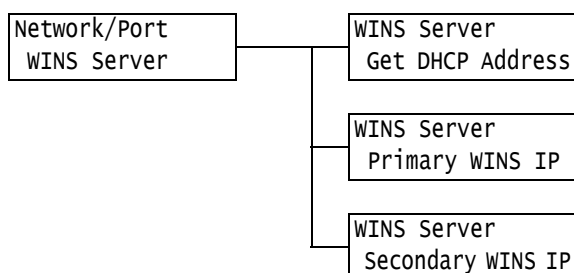 Network/Port
WINS Server
WINS Server
Get DHCP Address
WINS Server
Primary WINS IP
WINS Server
Secondary WINS IP